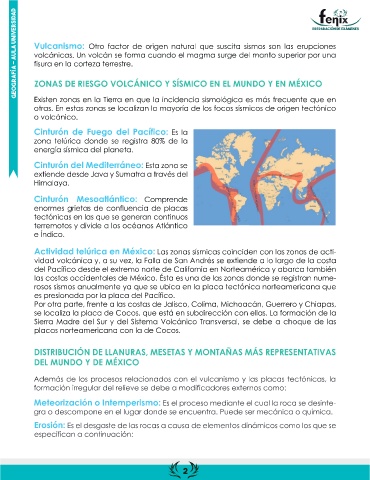 GEOGRAFÍA – AULA UNIVERSIDAD
fenix
PREPARACIÓN DE EXÁMENES
Vulcanismo: Otro factor de origen natural que suscita sismos son las erupciones
volcánicas. Un volcán se forma cuando el magma surge del manto superior por una
fisura en la corteza terrestre.
ZONAS DE RIESGO VOLCÁNICO Y SÍSMICO EN EL MUNDO Y EN MÉXICO
Existen zonas en la Tierra en que la incidencia sismológica es más frecuente que en
otras. En estas zonas se localizan la mayoría de los focos sísmicos de origen tectónico
o volcánico.
Cinturón de Fuego del Pacífico: Es la
zona telúrica donde se registra 80% de la
energía sísmica del planeta.
Cinturón del Mediterráneo: Esta zona se
extiende desde Java y Sumatra a través del
Himalaya.
Cinturón Mesoatlántico: Comprende
enormes grietas de confluencia de placas
tectónicas en las que se generan continuos
terremotos y divide a los océanos Atlántico
e Índico.
Actividad telúrica en México: Las zonas sísmicas coinciden con las zonas de acti-
vidad volcánica y, a su vez, la Falla de San Andrés se extiende a lo largo de la costa
del Pacífico desde el extremo norte de California en Norteamérica y abarca también
las costas occidentales de México. Ésta es una de las zonas donde se registran nume-
rosos sismos anualmente ya que se ubica en la placa tectónica norteamericana que
es presionada por la placa del Pacífico.
Por otra parte, frente a las costas de Jalisco, Colima, Michoacán, Guerrero y Chiapas,
se localiza la placa de Cocos, que está en subdirección con ellas. La formación de la
Sierra Madre del Sur y del Sistema Volcánico Transversal, se debe a choque de las
placas norteamericana con la de Cocos.
DISTRIBUCIÓN DE LLANURAS, MESETAS Y MONTAÑAS MÁS REPRESENTATIVAS
DEL MUNDO Y DE MÉXICO
Además de los procesos relacionados con el vulcanismo y las placas tectónicas, la
formación irregular del relieve se debe a modificadores externos como:
Meteorización o Intemperismo: Es el proceso mediante el cual la roca se desinte-
gra o descompone en el lugar donde se encuentra. Puede ser mecánica o química.
Erosión: Es el desgaste de las rocas a causa de elementos dinámicos como los que se
especifican a continuación:
2